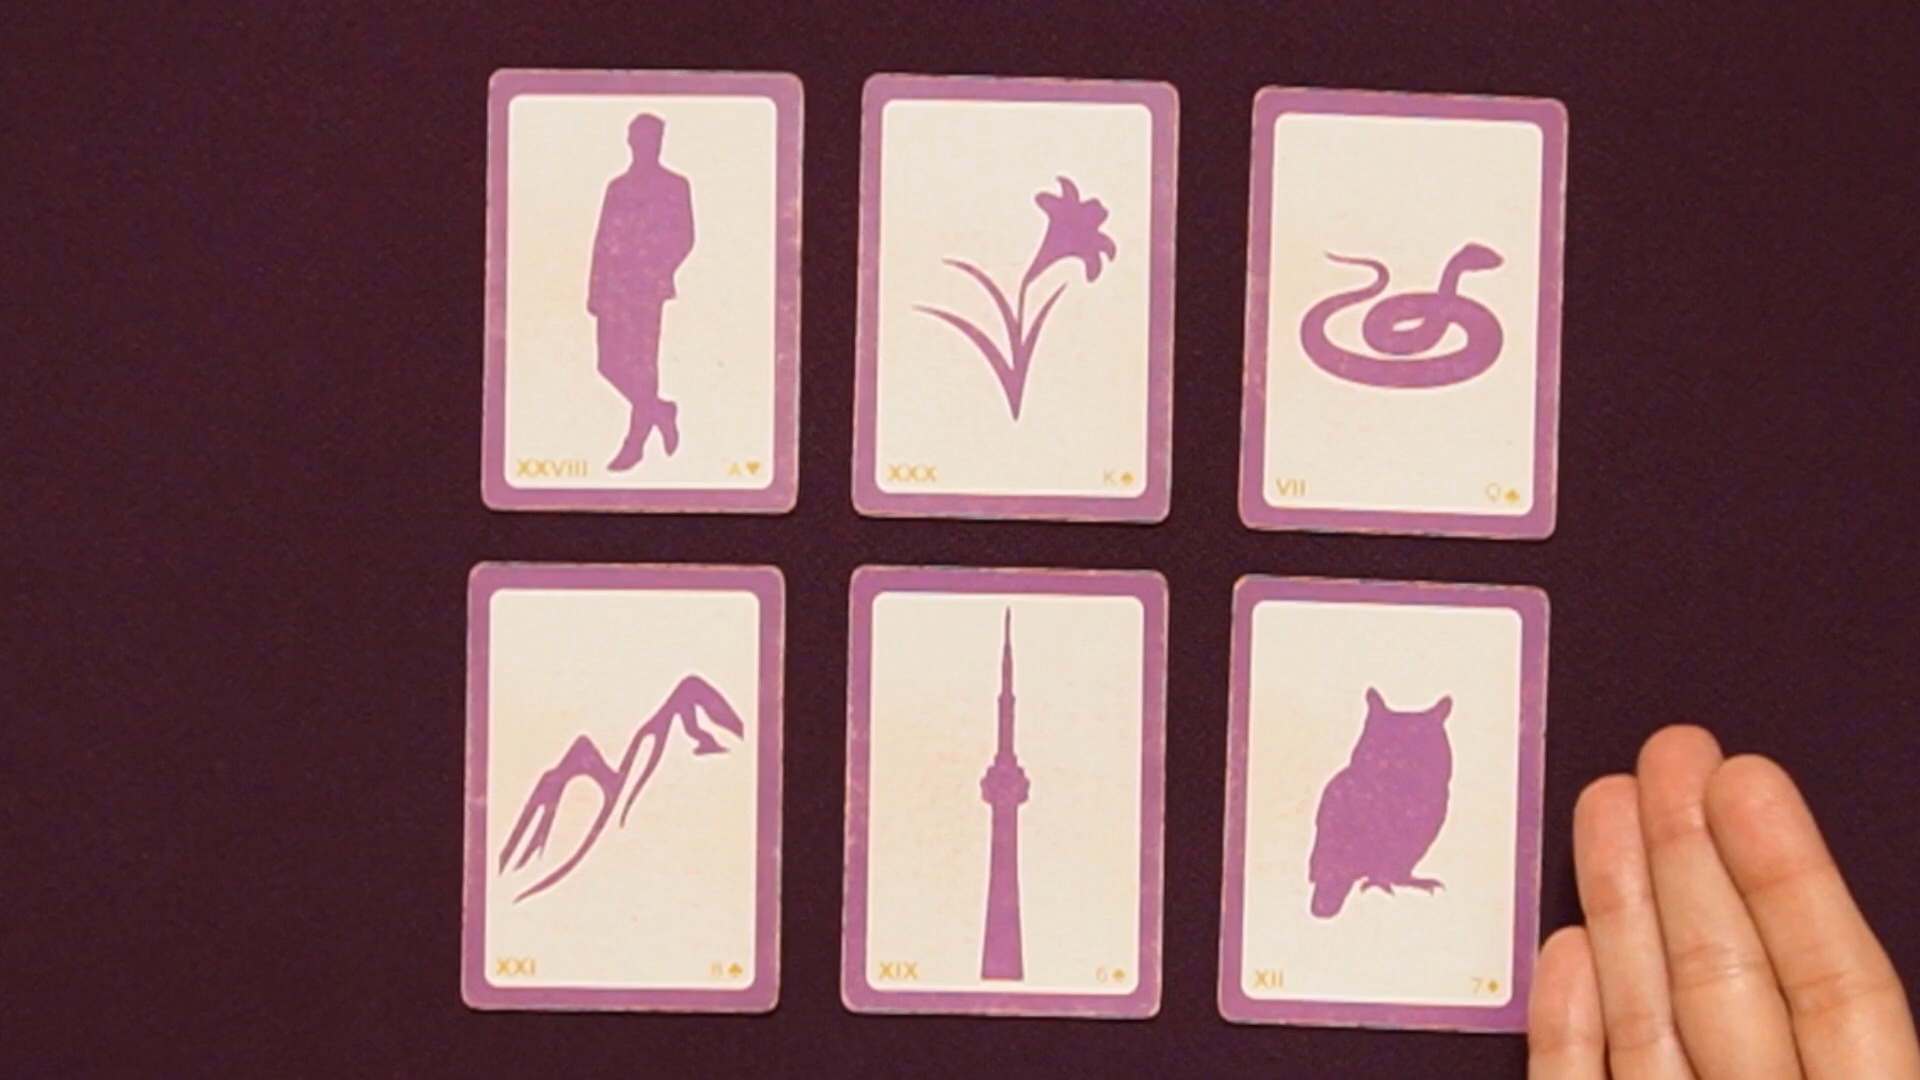 XXVIII A♥
XXX K♠
VII Q♣
XXI 8♣
XIX 6♠
XII 7♦